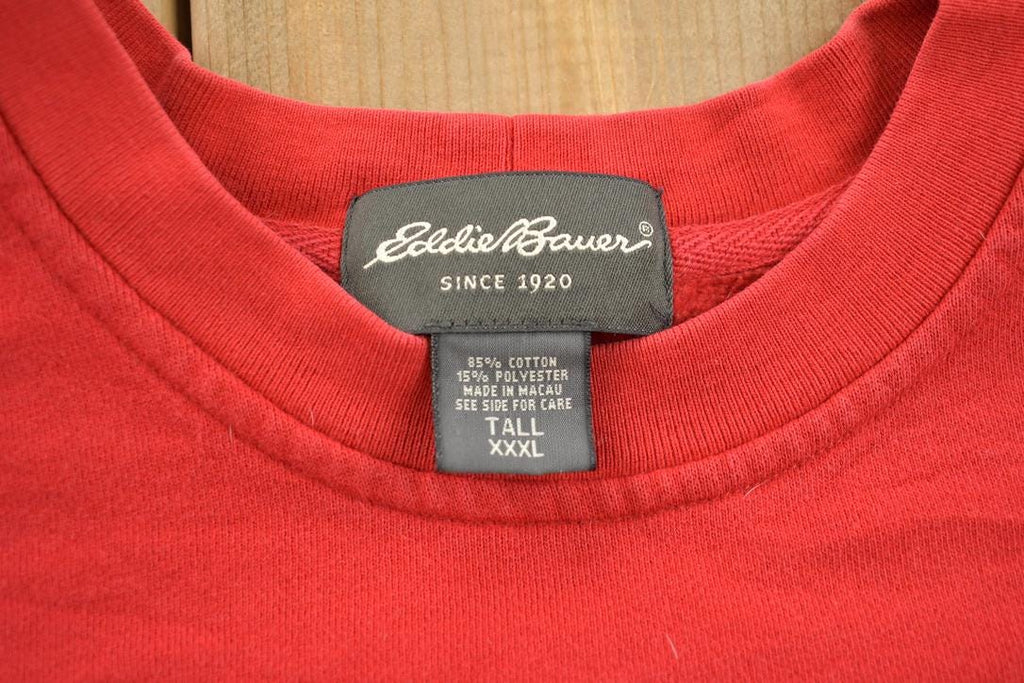 Eddie Bauer®
SINCE 1920
85% COTTON
15% POLYESTER
MADE IN MACAU
SEE SIDE FOR CARE
TALL
XXXL